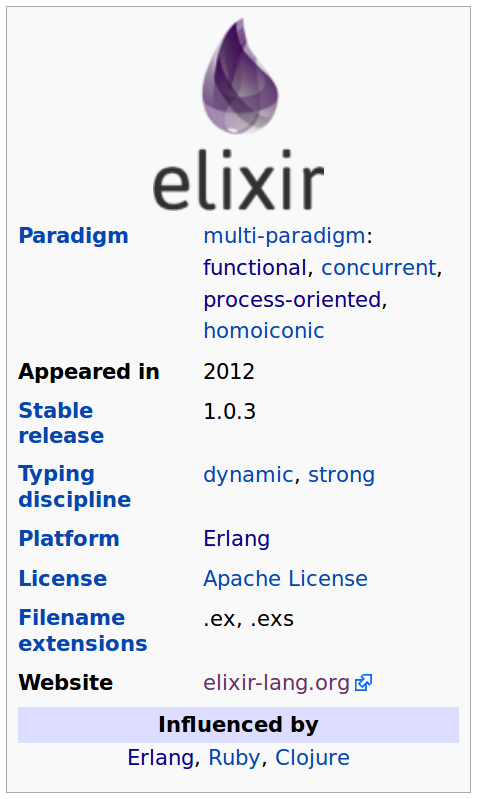 elixir
Paradigm multi-paradigm:
functional, concurrent,
process-oriented,
homoiconic
Appeared in 2012
Stable 1.0.3
release
Typing dynamic, strong
discipline
Platform Erlang
License Apache License
Filename .ex, .exs
extensions
Website elixir-lang.org
Influenced by
Erlang, Ruby, Clojure